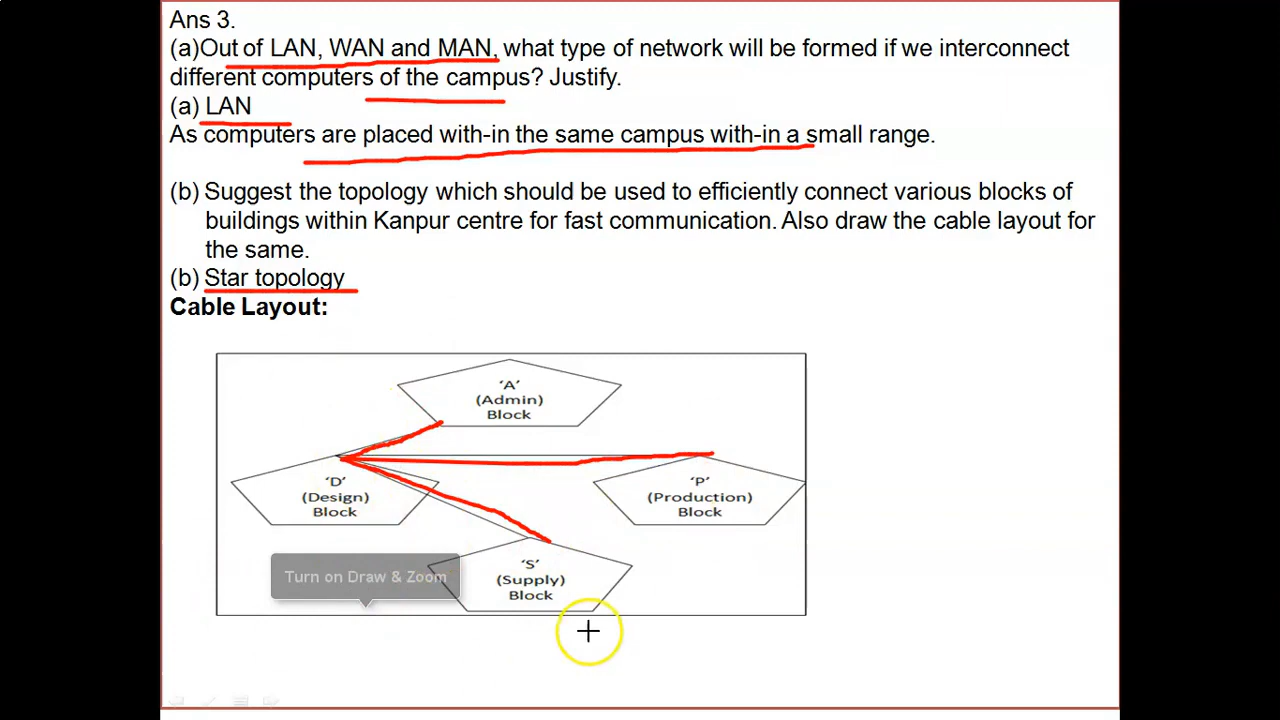 Ans 3.
(a)Out of LAN, WAN and MAN, what type of network will be formed if we interconnect
different computers of the campus? Justify.
(a) LAN
As computers are placed with-in the same campus with-in a small range.
(b) Suggest the topology which should be used to efficiently connect various blocks of
buildings within Kanpur centre for fast communication. Also draw the cable layout for
the same.
(b) Star topology
Cable Layout:
‘A’
(Admin)
Block
‘D’
(Design)
Block
‘P’
(Production)
Block
‘S’
(Supply)
Block
Turn on Draw & Zoom